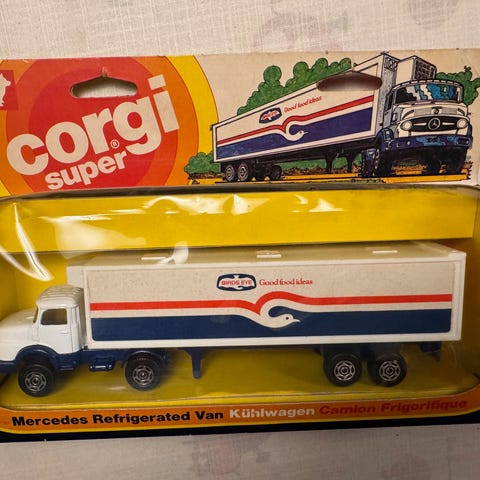 corgi®
super
Good food ideas
BIRDS EYE Good food ideas
Mercedes Refrigerated Van Kühlwagen Camion Frigorifique